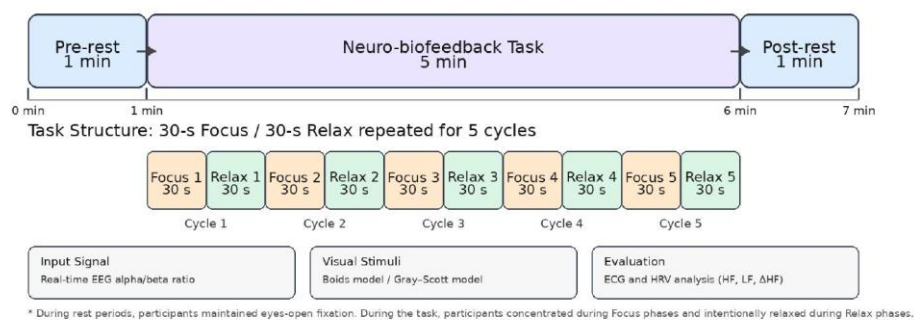 Pre-rest
1 min
Neuro-biofeedback Task
5 min
Post-rest
1 min
0 min
1 min
6 min
7 min
Task Structure: 30-s Focus / 30-s Relax repeated for 5 cycles
Focus 1
30 s
Relax 1
30 s
Focus 2
30 s
Relax 2
30 s
Focus 3
30 s
Relax 3
30 s
Focus 4
30 s
Relax 4
30 s
Focus 5
30 s
Relax 5
30 s
Cycle 1
Cycle 2
Cycle 3
Cycle 4
Cycle 5
Input Signal
Real-time EEG alpha/beta ratio
Visual Stimuli
Boids model / Gray–Scott model
Evaluation
ECG and HRV analysis (HF, LF, ΔHF)
* During rest periods, participants maintained eyes-open fixation. During the task, participants concentrated during Focus phases and intentionally relaxed during Relax phases.